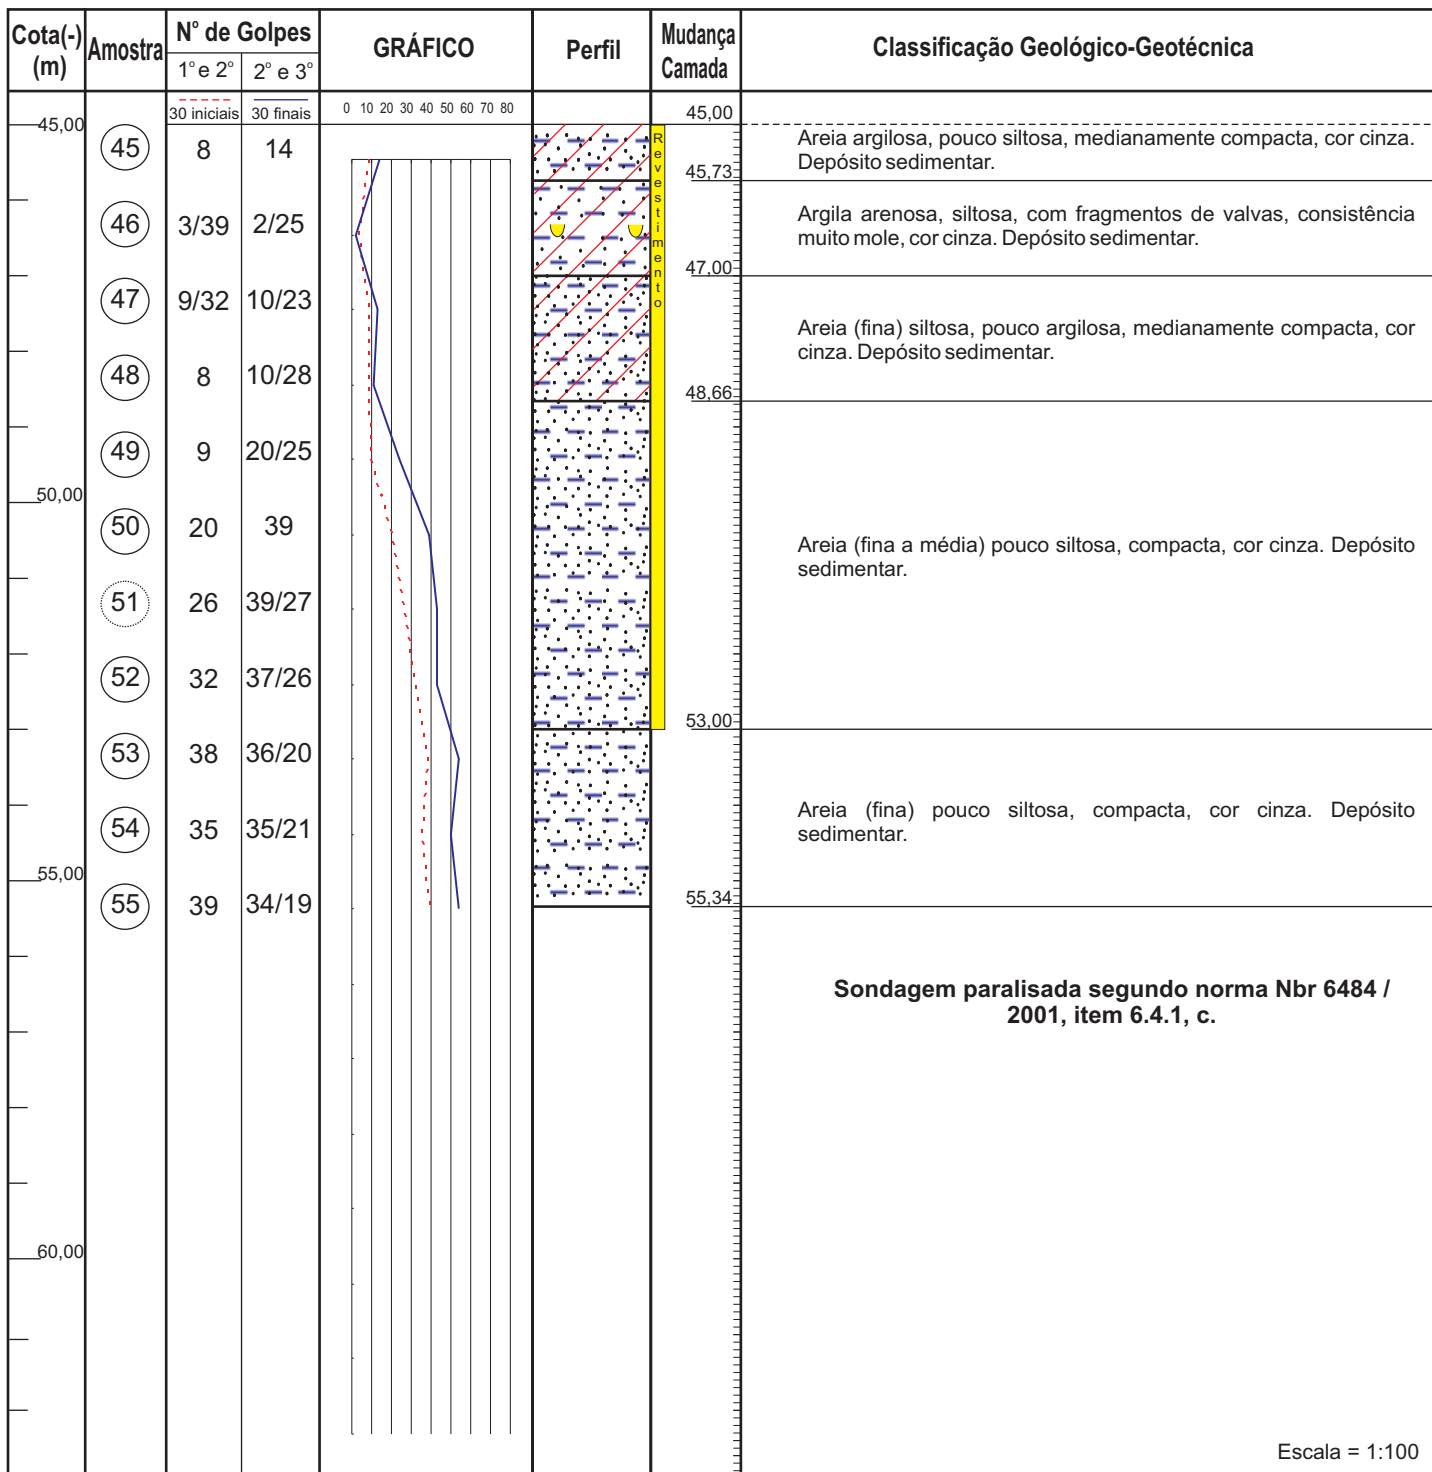 Cota(-) (m) Amostra N° de Golpes GRÁFICO Perfil Mudança Camada Classificação Geológico-Geotécnica
1° e 2° 2° e 3°
30 iniciais 30 finais 0 10 20 30 40 50 60 70 80 45,00
45,00
45 8 14
Areia argilosa, pouco siltosa, medianamente compacta, cor cinza.
Depósito sedimentar.
Revestimento
45,73
46 3/39 2/25
Argila arenosa, siltosa, com fragmentos de valvas, consistência
muito mole, cor cinza. Depósito sedimentar.
47,00
47 9/32 10/23
Areia (fina) siltosa, pouco argilosa, medianamente compacta, cor
cinza. Depósito sedimentar.
48 8 10/28
48,66
49 9 20/25
50,00
50 20 39
Areia (fina a média) pouco siltosa, compacta, cor cinza. Depósito
sedimentar.
51 26 39/27
52 32 37/26
53,00
53 38 36/20
54 35 35/21
Areia (fina) pouco siltosa, compacta, cor cinza. Depósito
sedimentar.
55,00
55 39 34/19
55,34
Sondagem paralisada segundo norma Nbr 6484 /
2001, item 6.4.1, c.
60,00
Escala = 1:100